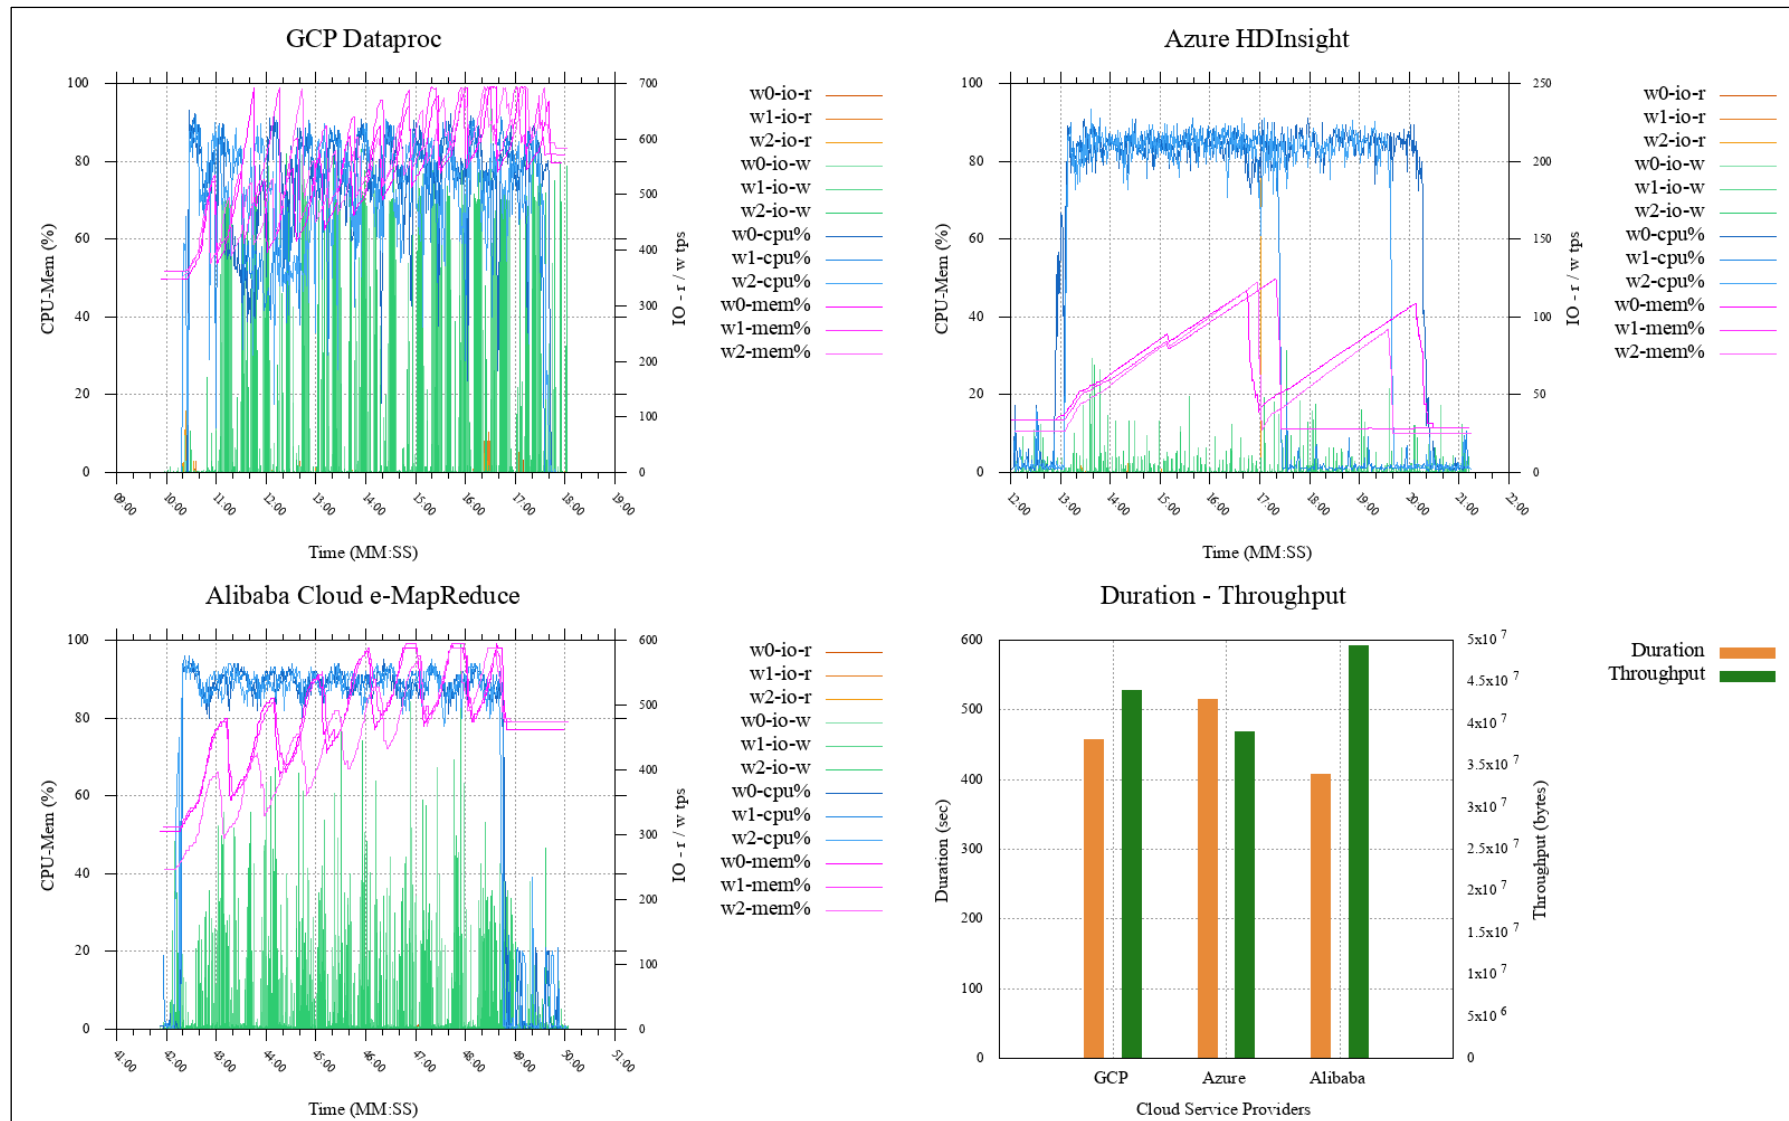 GCP Dataproc
100
80
60
40
20
0
CPU-Mem (%)
700
600
500
400
300
200
100
0
IO - r / w tps
09:00
10:00
11:00
12:00
13:00
14:00
15:00
16:00
17:00
18:00
19:00
Time (MM:SS)
w0-io-r
w1-io-r
w2-io-r
w0-io-w
w1-io-w
w2-io-w
w0-cpu%
w1-cpu%
w2-cpu%
w0-mem%
w1-mem%
w2-mem%
Azure HDInsight
100
80
60
40
20
0
CPU-Mem (%)
250
200
150
100
50
0
IO - r / w tps
12:00
13:00
14:00
15:00
16:00
17:00
18:00
19:00
20:00
21:00
22:00
Time (MM:SS)
w0-io-r
w1-io-r
w2-io-r
w0-io-w
w1-io-w
w2-io-w
w0-cpu%
w1-cpu%
w2-cpu%
w0-mem%
w1-mem%
w2-mem%
Alibaba Cloud e-MapReduce
100
80
60
40
20
0
CPU-Mem (%)
600
500
400
300
200
100
0
IO - r / w tps
41:00
42:00
43:00
44:00
45:00
46:00
47:00
48:00
49:00
50:00
51:00
Time (MM:SS)
w0-io-r
w1-io-r
w2-io-r
w0-io-w
w1-io-w
w2-io-w
w0-cpu%
w1-cpu%
w2-cpu%
w0-mem%
w1-mem%
w2-mem%
Duration - Throughput
600
500
400
300
200
100
0
Duration (sec)
5x10 7
4.5x10 7
4x10 7
3.5x10 7
3x10 7
2.5x10 7
2x10 7
1.5x10 7
1x10 7
5x10 6
0
Throughput (bytes)
GCP
Azure
Alibaba
Cloud Service Providers
Duration
Throughput